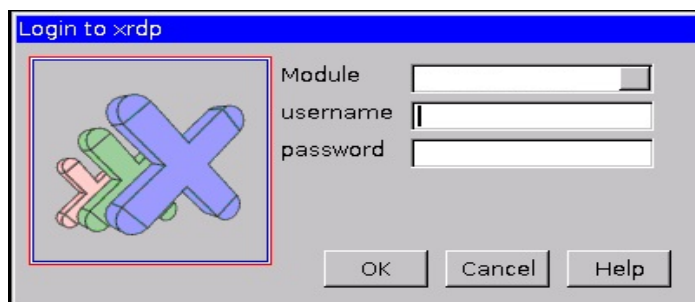 Login to xrdp
Module
username
password
OK Cancel Help